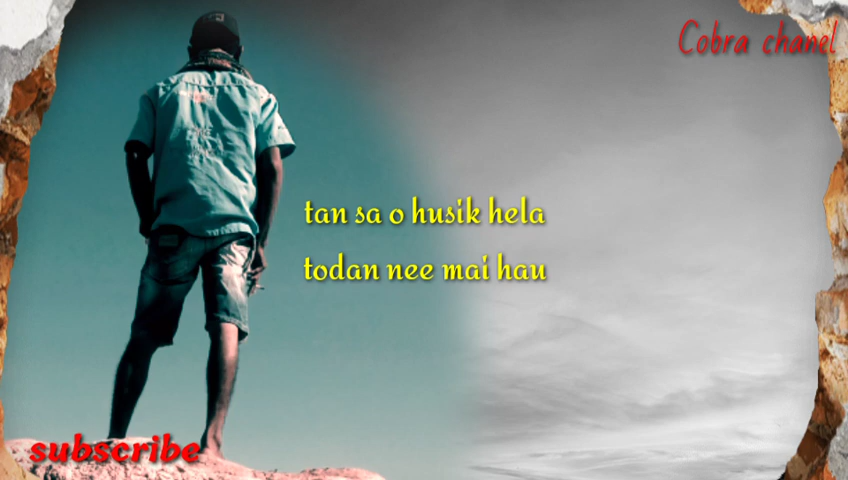 Cobra chanel
tan sa o husik hela
todan nee mai hau
subscribe